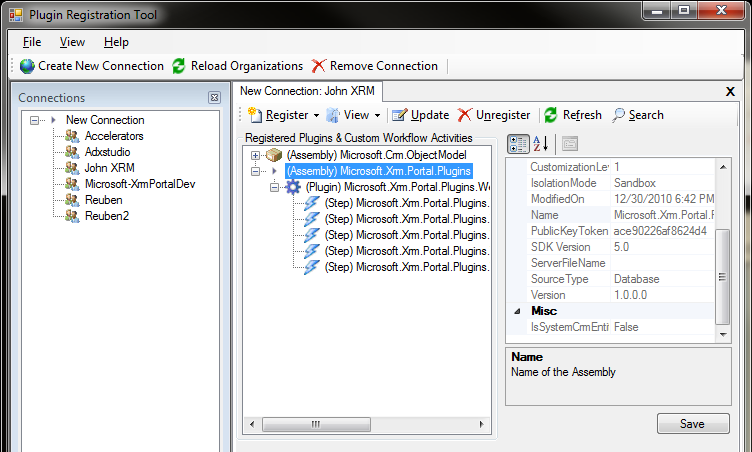 Plugin Registration Tool
File View Help
Create New Connection Reload Organizations Remove Connection
Connections
New Connection
Accelerators
Adxstudio
John XRM
Microsoft-XrmPortalDev
Reuben
Reuben2
New Connection: John XRM X
Register View Update Unregister Refresh Search
Registered Plugins & Custom Workflow Activities
(Assembly) Microsoft.Crm.ObjectModel
(Assembly) Microsoft.Xrm.Portal.Plugins
(Plugin) Microsoft.Xrm.Portal.Plugins.We
(Step) Microsoft.Xrm.Portal.Plugins.
(Step) Microsoft.Xrm.Portal.Plugins.
(Step) Microsoft.Xrm.Portal.Plugins.
(Step) Microsoft.Xrm.Portal.Plugins.
(Step) Microsoft.Xrm.Portal.Plugins.
CustomizationLev 1
IsolationMode Sandbox
ModifiedOn 12/30/2010 6:42 PM
Name Microsoft.Xrm.Portal.F
PublicKeyToken ace90226af8624d4
SDK Version 5.0
ServerFileName
SourceType Database
Version 1.0.0.0
Misc
IsSystemCrmEnti False
Name
Name of the Assembly
Save